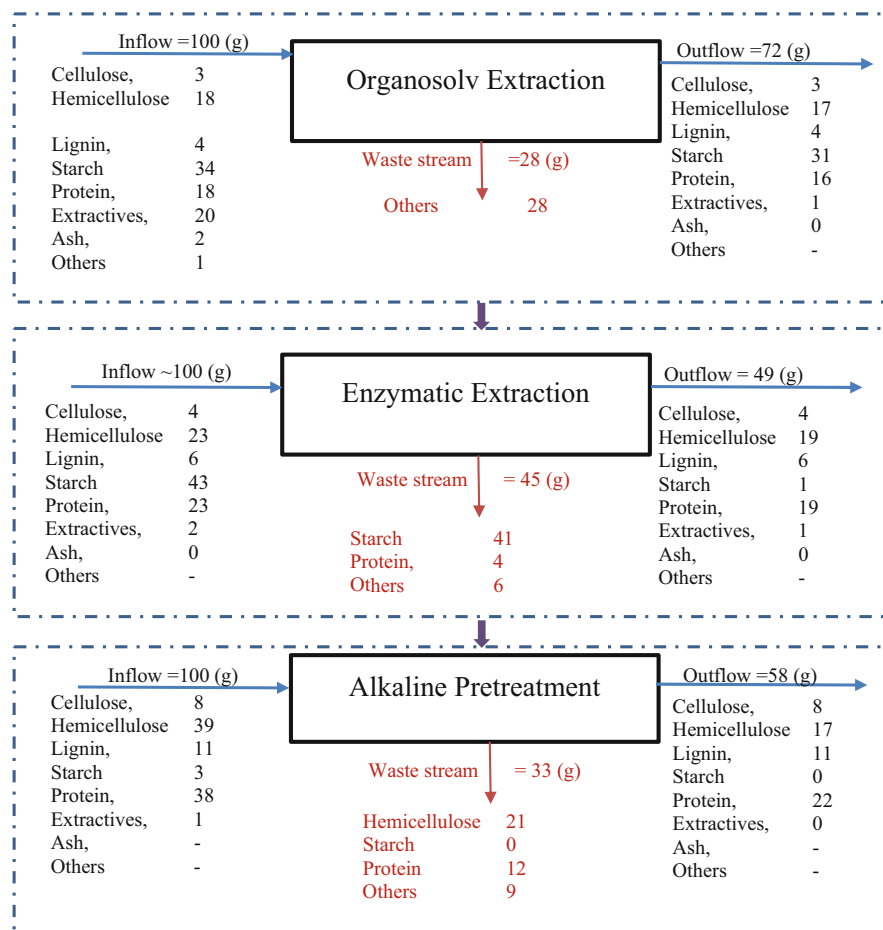 Inflow =100 (g)
Cellulose, 3
Hemicellulose 18
Lignin, 4
Starch 34
Protein, 18
Extractives, 20
Ash, 2
Others 1
Organosolv Extraction
Waste stream =28 (g)
Others 28
Outflow =72 (g)
Cellulose, 3
Hemicellulose 17
Lignin, 4
Starch 31
Protein, 16
Extractives, 1
Ash, 0
Others -
Inflow ~100 (g)
Cellulose, 4
Hemicellulose 23
Lignin, 6
Starch 43
Protein, 23
Extractives, 2
Ash, 0
Others -
Enzymatic Extraction
Waste stream = 45 (g)
Starch 41
Protein, 4
Others 6
Outflow = 49 (g)
Cellulose, 4
Hemicellulose 19
Lignin, 6
Starch 1
Protein, 19
Extractives, 1
Ash, 0
Others -
Inflow =100 (g)
Cellulose, 8
Hemicellulose 39
Lignin, 11
Starch 3
Protein, 38
Extractives, 1
Ash, -
Others -
Alkaline Pretreatment
Waste stream = 33 (g)
Hemicellulose 21
Starch 0
Protein 12
Others 9
Outflow =58 (g)
Cellulose, 8
Hemicellulose 17
Lignin, 11
Starch 0
Protein, 22
Extractives, 0
Ash, -
Others -